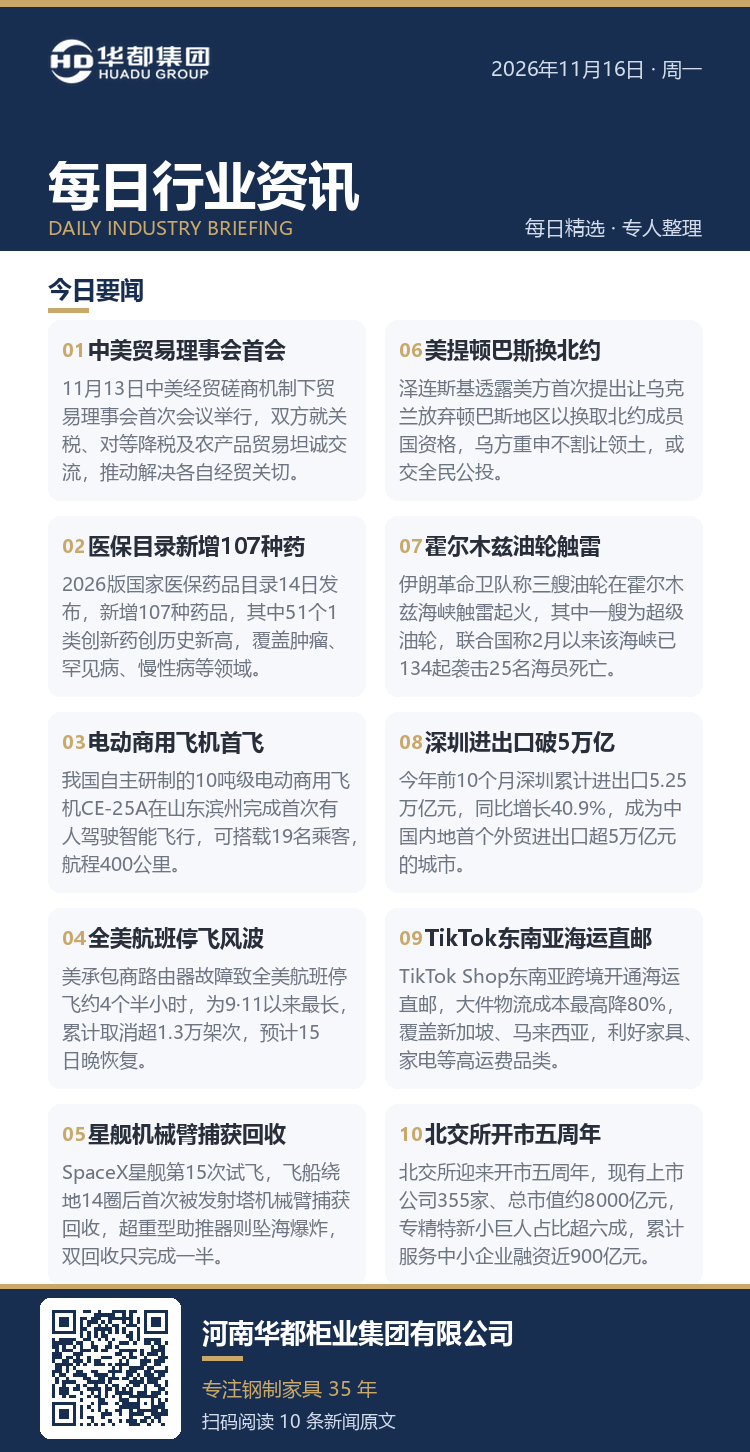 HD 华都集团
HUADU GROUP
2026年11月16日 · 周一
每日行业资讯
DAILY INDUSTRY BRIEFING
每日精选 · 专人整理
今日要闻
01 中美贸易理事会首会
11月13日中美经贸磋商机制下贸
易理事会首次会议举行，双方就关
税、对等降税及农产品贸易坦诚交
流，推动解决各自经贸关切。
02 医保目录新增107种药
2026版国家医保药品目录14日发
布，新增107种药品，其中51个1
类创新药创历史新高，覆盖肿瘤、
罕见病、慢性病等领域。
03 电动商用飞机首飞
我国自主研制的10吨级电动商用飞
机CE-25A在山东滨州完成首次有
人驾驶智能飞行，可搭载19名乘客，
航程400公里。
04 全美航班停飞风波
美承包商路由器故障致全美航班停
飞约4个半小时，为9·11以来最长，
累计取消超1.3万架次，预计15
日晚恢复。
05 星舰机械臂捕获回收
SpaceX星舰第15次试飞，飞船绕
地14圈后首次被发射塔机械臂捕获
回收，超重型助推器则坠海爆炸，
双回收只完成一半。
06 美提顿巴斯换北约
泽连斯基透露美方首次提出让乌克
兰放弃顿巴斯地区以换取北约成员
国资格，乌方重申不割让领土，或
交全民公投。
07 霍尔木兹油轮触雷
伊朗革命卫队称三艘油轮在霍尔木
兹海峡触雷起火，其中一艘为超级
油轮，联合国称2月以来该海峡已
134起袭击25名海员死亡。
08 深圳进出口破5万亿
今年前10个月深圳累计进出口5.25
万亿元，同比增长40.9%，成为中
国内地首个外贸进出口超5万亿元
的城市。
09 TikTok东南亚海运直邮
TikTok Shop东南亚跨境开通海运
直邮，大件物流成本最高降80%，
覆盖新加坡、马来西亚，利好家具、
家电等高运费品类。
10 北交所开市五周年
北交所迎来开市五周年，现有上市
公司355家、总市值约8000亿元，
专精特新小巨人占比超六成，累计
服务中小企业融资近900亿元。
河南华都柜业集团有限公司
专注钢制家具 35 年
扫码阅读 10 条新闻原文